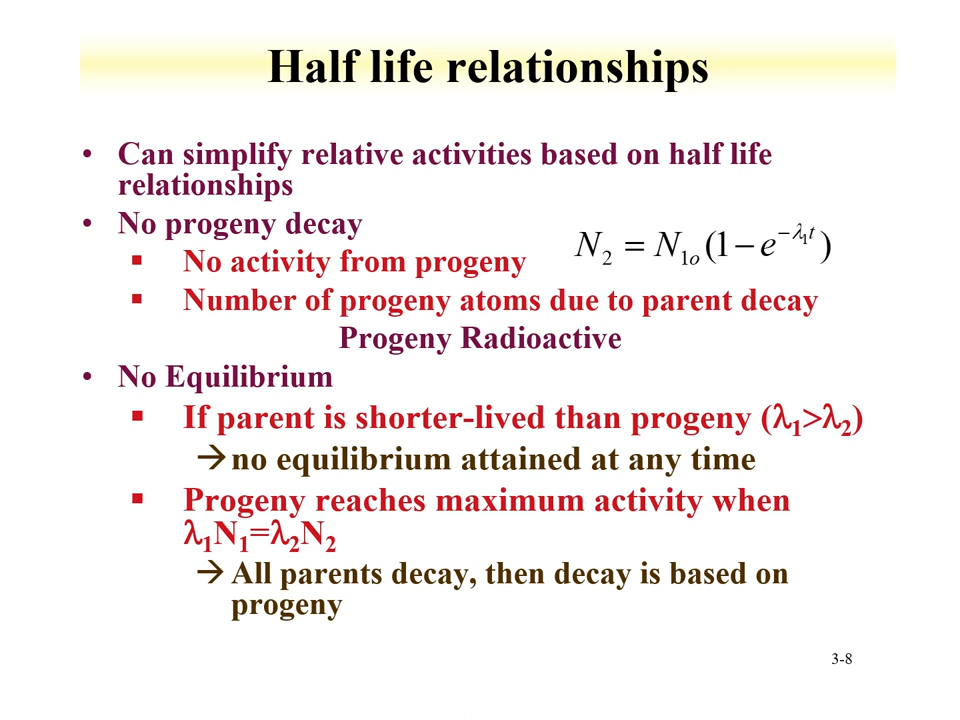 Half life relationships
• Can simplify relative activities based on half life
relationships
• No progeny decay
▪ No activity from progeny
N₂ = N₁ₒ(1 − e^(−λ₁t))
▪ Number of progeny atoms due to parent decay
Progeny Radioactive
• No Equilibrium
▪ If parent is shorter-lived than progeny (λ₁>λ₂)
→no equilibrium attained at any time
▪ Progeny reaches maximum activity when
λ₁N₁=λ₂N₂
→ All parents decay, then decay is based on
progeny
3-8